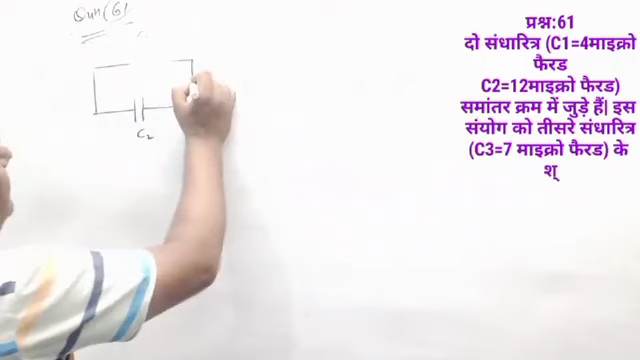 Qun (61)
C2
प्रश्न:61
दो संधारित्र (C1=4माइक्रो
फैरड
C2=12माइक्रो फैरड)
समांतर क्रम में जुड़े हैं| इस
संयोग को तीसरे संधारित्र
(C3=7 माइक्रो फैरड) के
श्